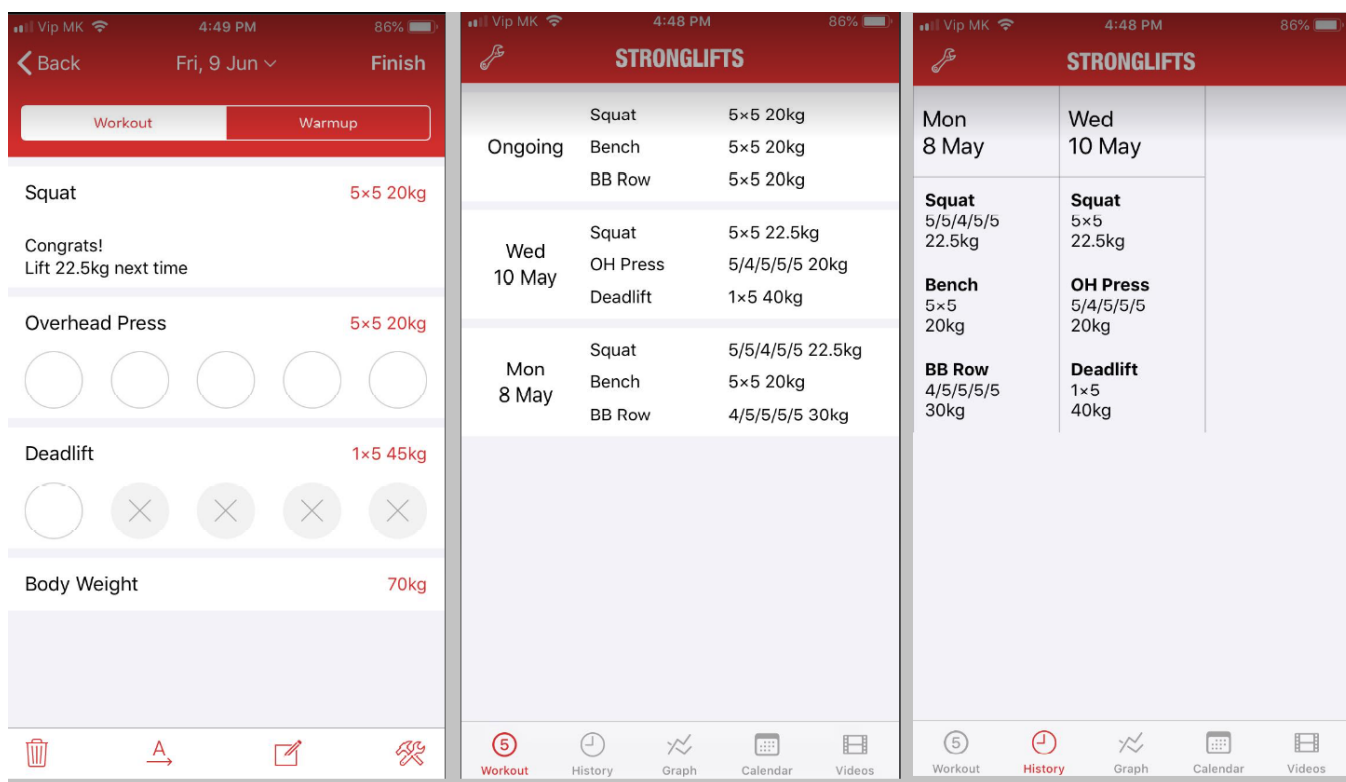 Vip MK 4:49 PM 86%
Back Fri, 9 Jun Finish
Workout Warmup
Squat 5×5 20kg
Congrats!
Lift 22.5kg next time
Overhead Press 5×5 20kg
Deadlift 1×5 45kg
Body Weight 70kg
A
Vip MK 4:48 PM 86%
STRONGLIFTS
Ongoing
Squat 5×5 20kg
Bench 5×5 20kg
BB Row 5×5 20kg
Wed
10 May
Squat 5×5 22.5kg
OH Press 5/4/5/5/5 20kg
Deadlift 1×5 40kg
Mon
8 May
Squat 5/5/4/5/5 22.5kg
Bench 5×5 20kg
BB Row 4/5/5/5/5 30kg
5
Workout History Graph Calendar Videos
Vip MK 4:48 PM 86%
STRONGLIFTS
Mon
8 May
Squat
5/5/4/5/5
22.5kg
Bench
5×5
20kg
BB Row
4/5/5/5/5
30kg
Wed
10 May
Squat
5×5
22.5kg
OH Press
5/4/5/5/5
20kg
Deadlift
1×5
40kg
5
Workout History Graph Calendar Videos